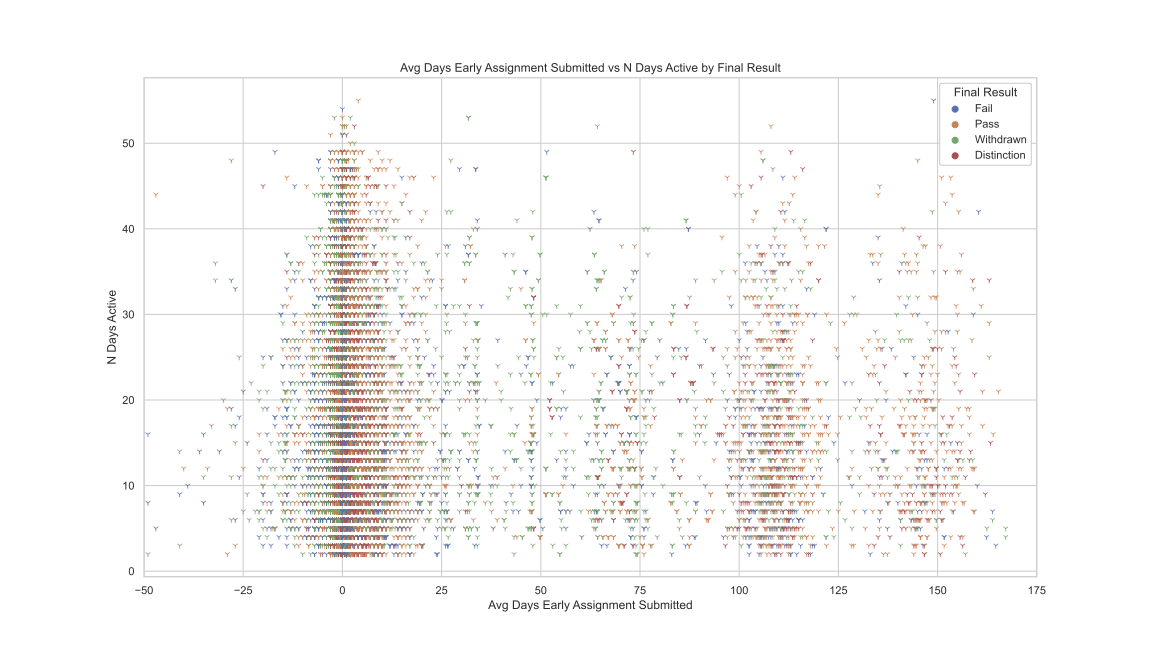 Avg Days Early Assignment Submitted vs N Days Active by Final Result
Final Result
Fail
Pass
Withdrawn
Distinction
N Days Active
50
40
30
20
10
0
−50 −25 0 25 50 75 100 125 150 175
Avg Days Early Assignment Submitted